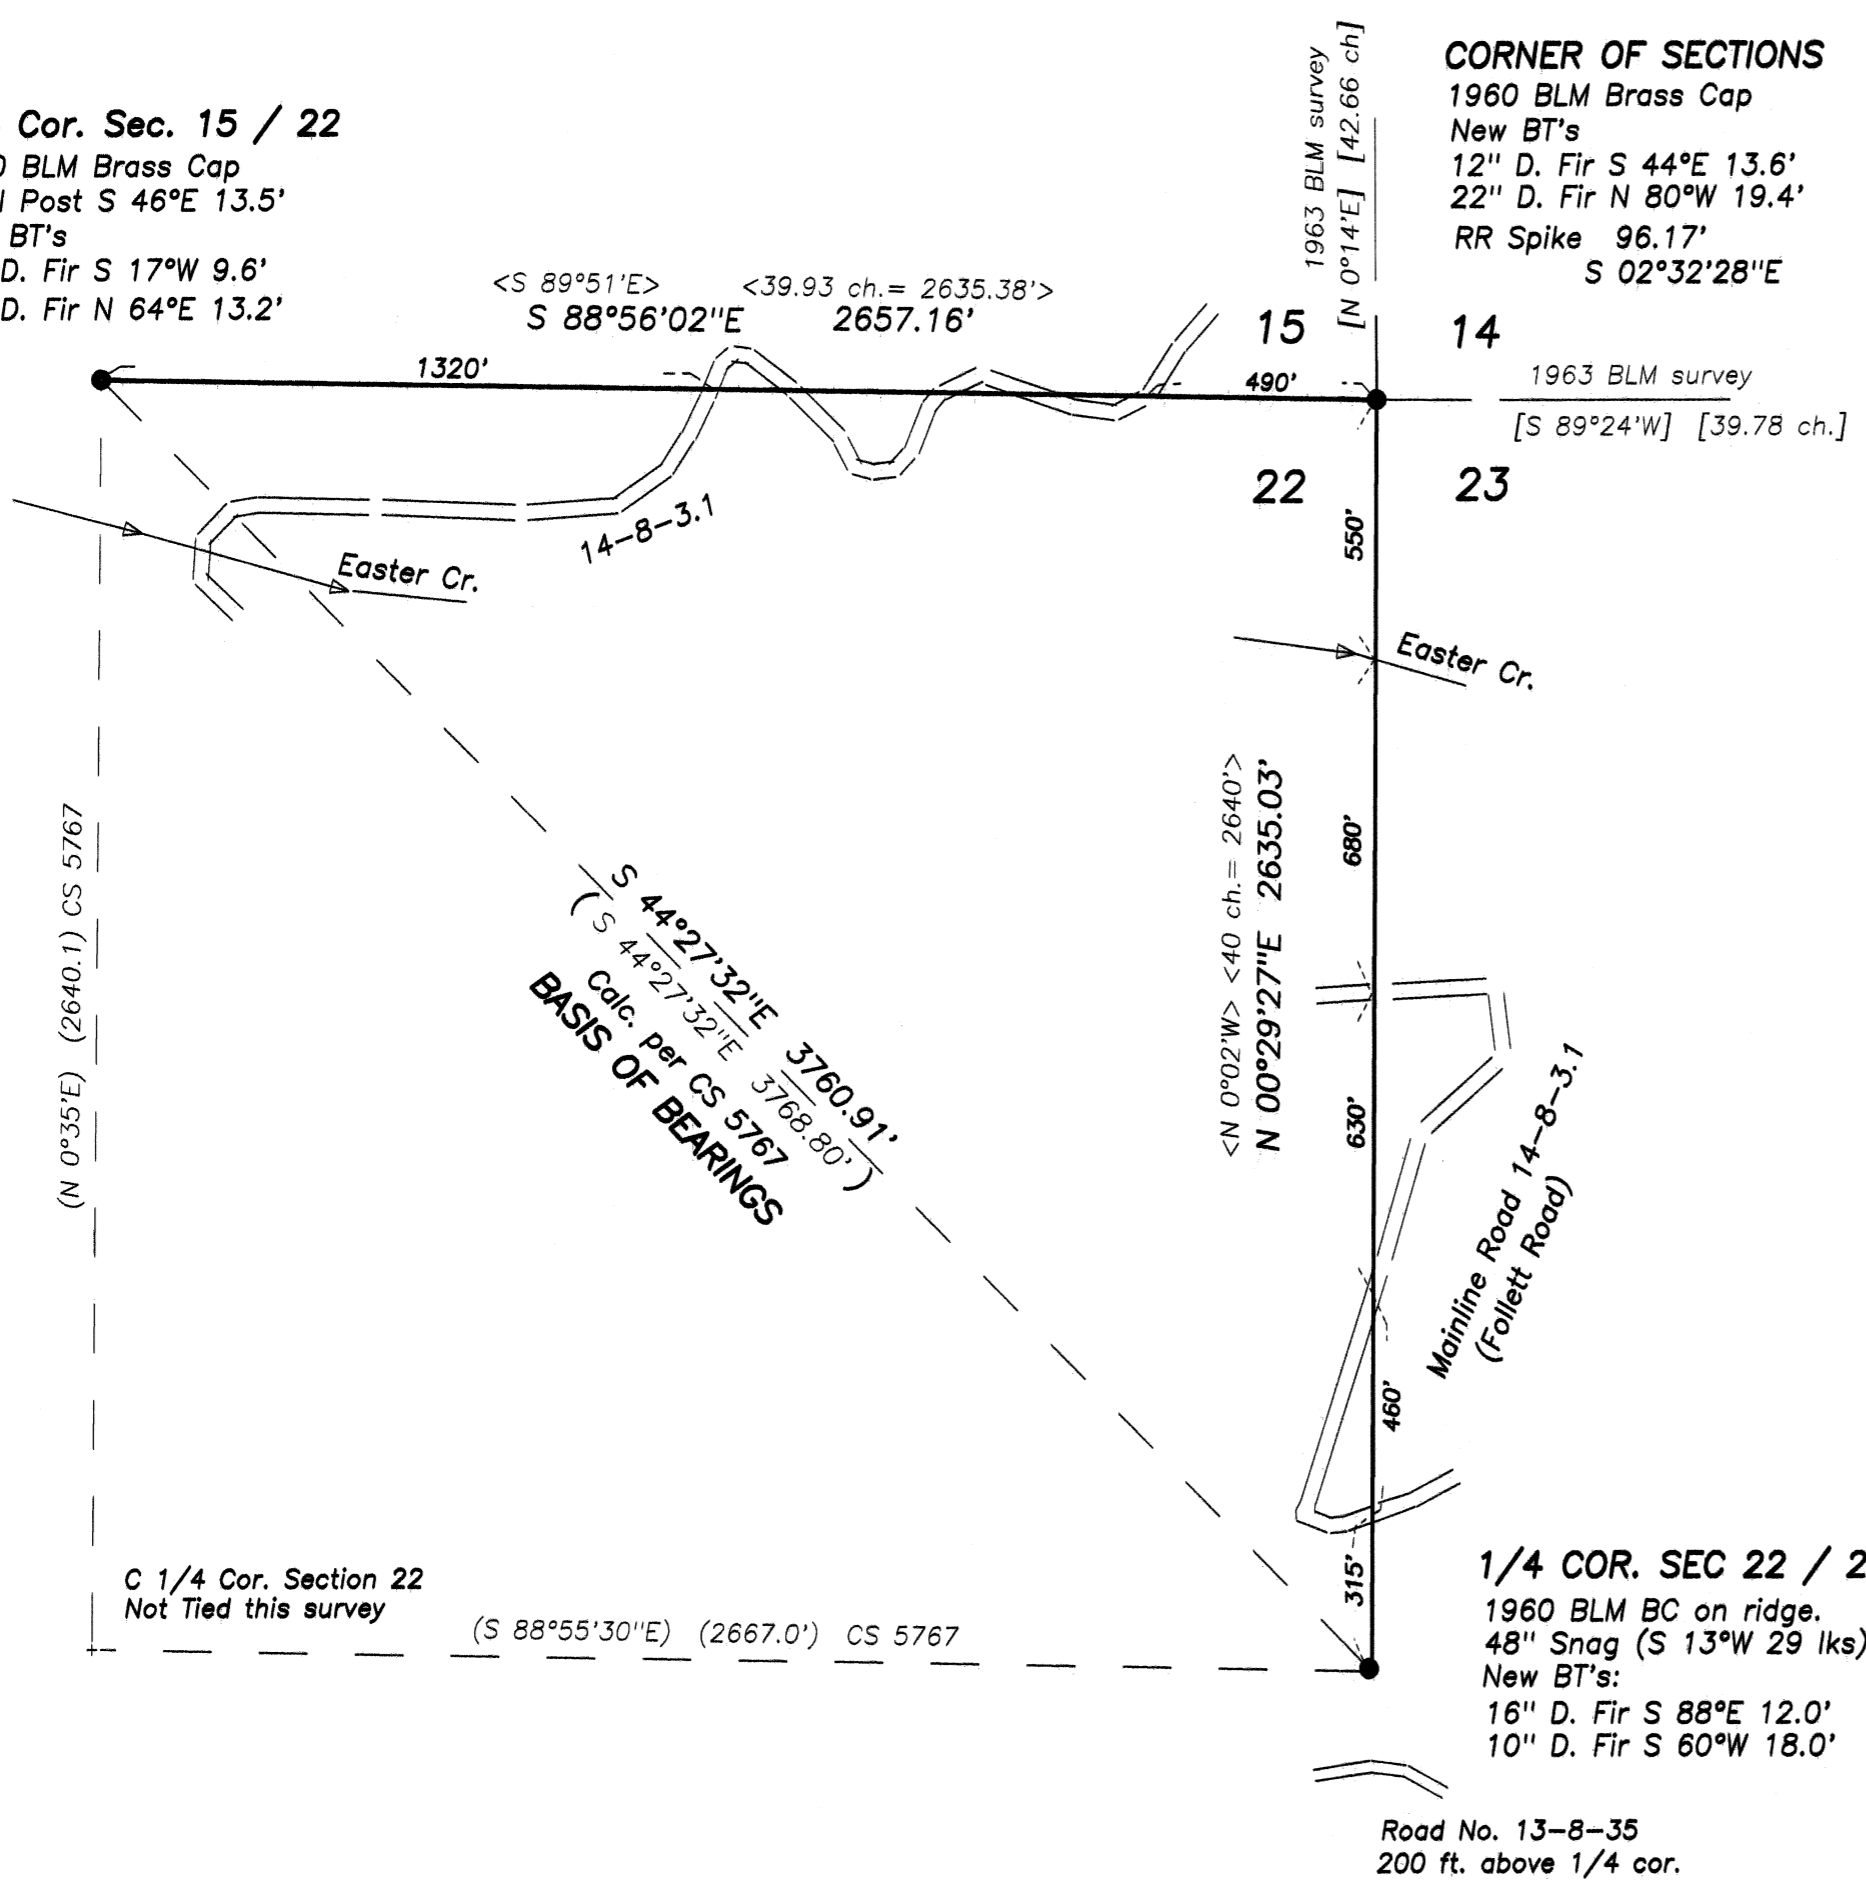 Cor. Sec. 15 / 22
BLM Brass Cap
Post S 46°E 13.5'
BT's
D. Fir S 17°W 9.6'
D. Fir N 64°E 13.2'
<S 89°51'E> <39.93 ch.= 2635.38'>
S 88°56'02"E 2657.16'
1320'
490'
1963 BLM survey
[N 0°14'E] [42.66 ch]
CORNER OF SECTIONS
1960 BLM Brass Cap
New BT's
12" D. Fir S 44°E 13.6'
22" D. Fir N 80°W 19.4'
RR Spike 96.17'
S 02°32'28"E
15
14
22
23
1963 BLM survey
[S 89°24'W] [39.78 ch.]
14-8-3.1
Easter Cr.
550'
Easter Cr.
680'
<N 0°02'W> <40 ch.= 2640'>
N 00°29'27"E 2635.03'
630'
460'
315'
(N 0°35'E) (2640.1) CS 5767
S 44°27'32"E 3760.91'
(S 44°27'32"E 3768.80')
Calc. per CS 5767
BASIS OF BEARINGS
Mainline Road 14-8-3.1
(Follett Road)
C 1/4 Cor. Section 22
Not Tied this survey
(S 88°55'30"E) (2667.0') CS 5767
1/4 COR. SEC 22 / 2
1960 BLM BC on ridge.
48" Snag (S 13°W 29 lks)
New BT's:
16" D. Fir S 88°E 12.0'
10" D. Fir S 60°W 18.0'
Road No. 13-8-35
200 ft. above 1/4 cor.